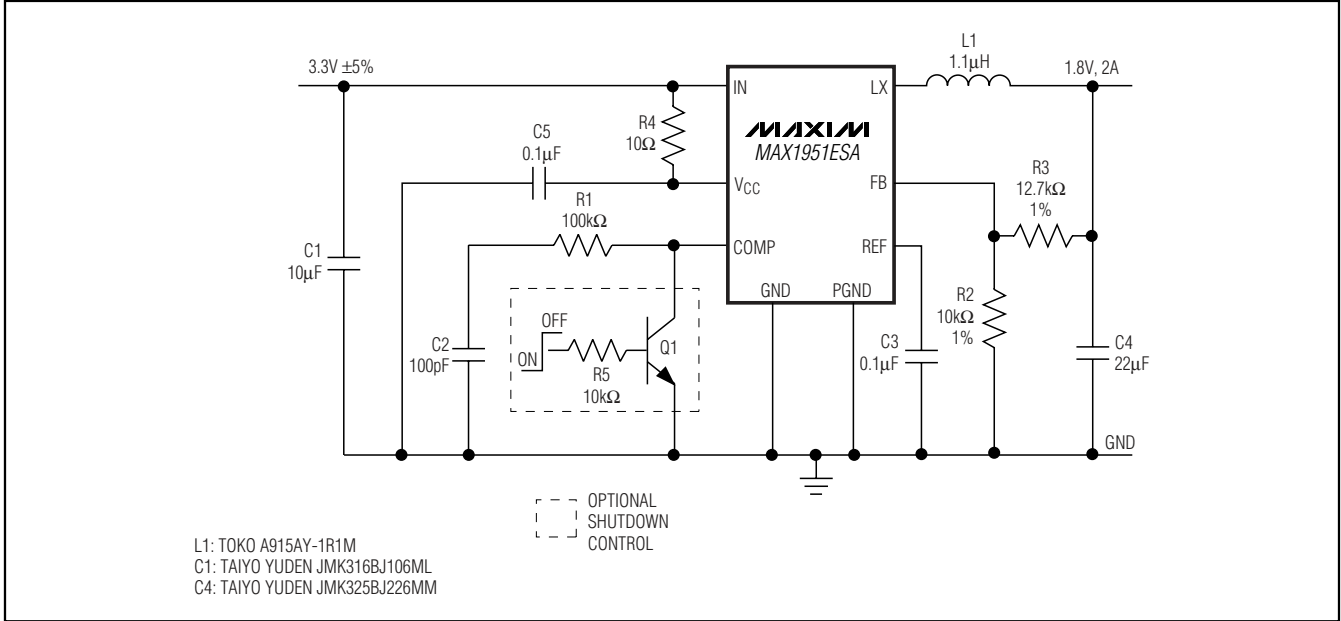 3.3V ±5%
C1
10µF
C5
0.1µF
R4
10Ω
R1
100kΩ
C2
100pF
OFF
ON
R5
10kΩ
Q1
IN
LX
MAXIM
MAX1951ESA
VCC
FB
COMP
REF
GND
PGND
L1
1.1µH
1.8V, 2A
R3
12.7kΩ
1%
R2
10kΩ
1%
C3
0.1µF
C4
22µF
GND
OPTIONAL
SHUTDOWN
CONTROL
L1: TOKO A915AY-1R1M
C1: TAIYO YUDEN JMK316BJ106ML
C4: TAIYO YUDEN JMK325BJ226MM